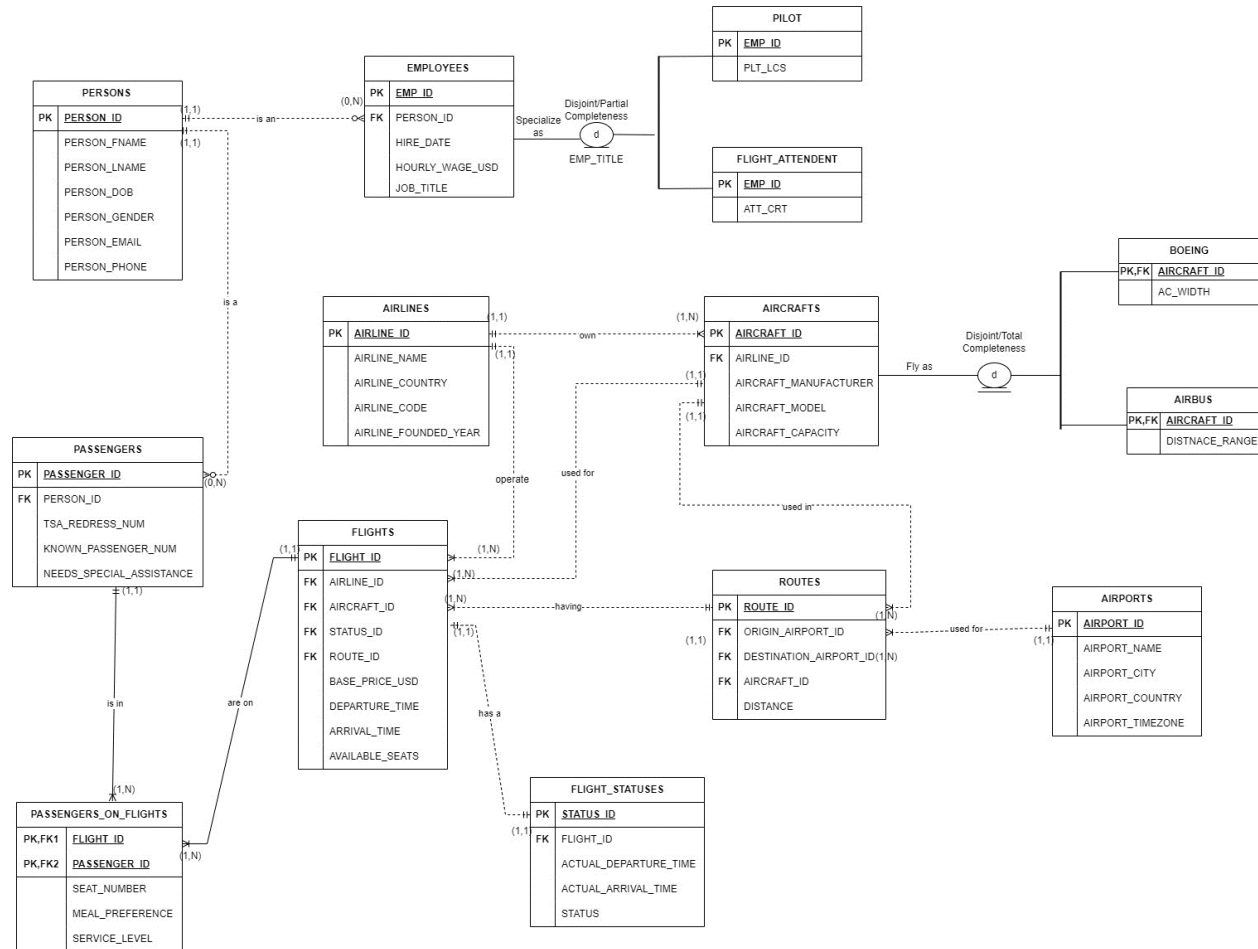 PILOT
PK EMP_ID
PLT_LCS
EMPLOYEES
PK EMP_ID
FK PERSON_ID
HIRE_DATE
HOURLY_WAGE_USD
JOB_TITLE
PERSONS
PK PERSON_ID
PERSON_FNAME
PERSON_LNAME
PERSON_DOB
PERSON_GENDER
PERSON_EMAIL
PERSON_PHONE
(1,1)
(1,1)
is an
(0,N)
Specialize
as
Disjoint/Partial
Completeness
d
EMP_TITLE
FLIGHT_ATTENDENT
PK EMP_ID
ATT_CRT
is a
AIRLINES
PK AIRLINE_ID
AIRLINE_NAME
AIRLINE_COUNTRY
AIRLINE_CODE
AIRLINE_FOUNDED_YEAR
(1,1)
(1,1)
own
(1,N)
AIRCRAFTS
PK AIRCRAFT_ID
FK AIRLINE_ID
AIRCRAFT_MANUFACTURER
AIRCRAFT_MODEL
AIRCRAFT_CAPACITY
(1,1)
(1,1)
Fly as
Disjoint/Total
Completeness
d
BOEING
PK,FK AIRCRAFT_ID
AC_WIDTH
AIRBUS
PK,FK AIRCRAFT_ID
DISTNACE_RANGE
PASSENGERS
PK PASSENGER_ID
FK PERSON_ID
TSA_REDRESS_NUM
KNOWN_PASSENGER_NUM
NEEDS_SPECIAL_ASSISTANCE
(0,N)
(1,1)
operate
used for
used in
FLIGHTS
PK FLIGHT_ID
FK AIRLINE_ID
FK AIRCRAFT_ID
FK STATUS_ID
FK ROUTE_ID
BASE_PRICE_USD
DEPARTURE_TIME
ARRIVAL_TIME
AVAILABLE_SEATS
(1,1)
(1,N)
(1,N)
(1,N)
(1,1)
having
(1,1)
ROUTES
PK ROUTE_ID
FK ORIGIN_AIRPORT_ID
FK DESTINATION_AIRPORT_ID
FK AIRCRAFT_ID
DISTANCE
(1,N)
(1,N)
used for
(1,1)
AIRPORTS
PK AIRPORT_ID
AIRPORT_NAME
AIRPORT_CITY
AIRPORT_COUNTRY
AIRPORT_TIMEZONE
is in
are on
has a
(1,N)
(1,N)
PASSENGERS_ON_FLIGHTS
PK,FK1 FLIGHT_ID
PK,FK2 PASSENGER_ID
SEAT_NUMBER
MEAL_PREFERENCE
SERVICE_LEVEL
(1,1)
FLIGHT_STATUSES
PK STATUS_ID
FK FLIGHT_ID
ACTUAL_DEPARTURE_TIME
ACTUAL_ARRIVAL_TIME
STATUS